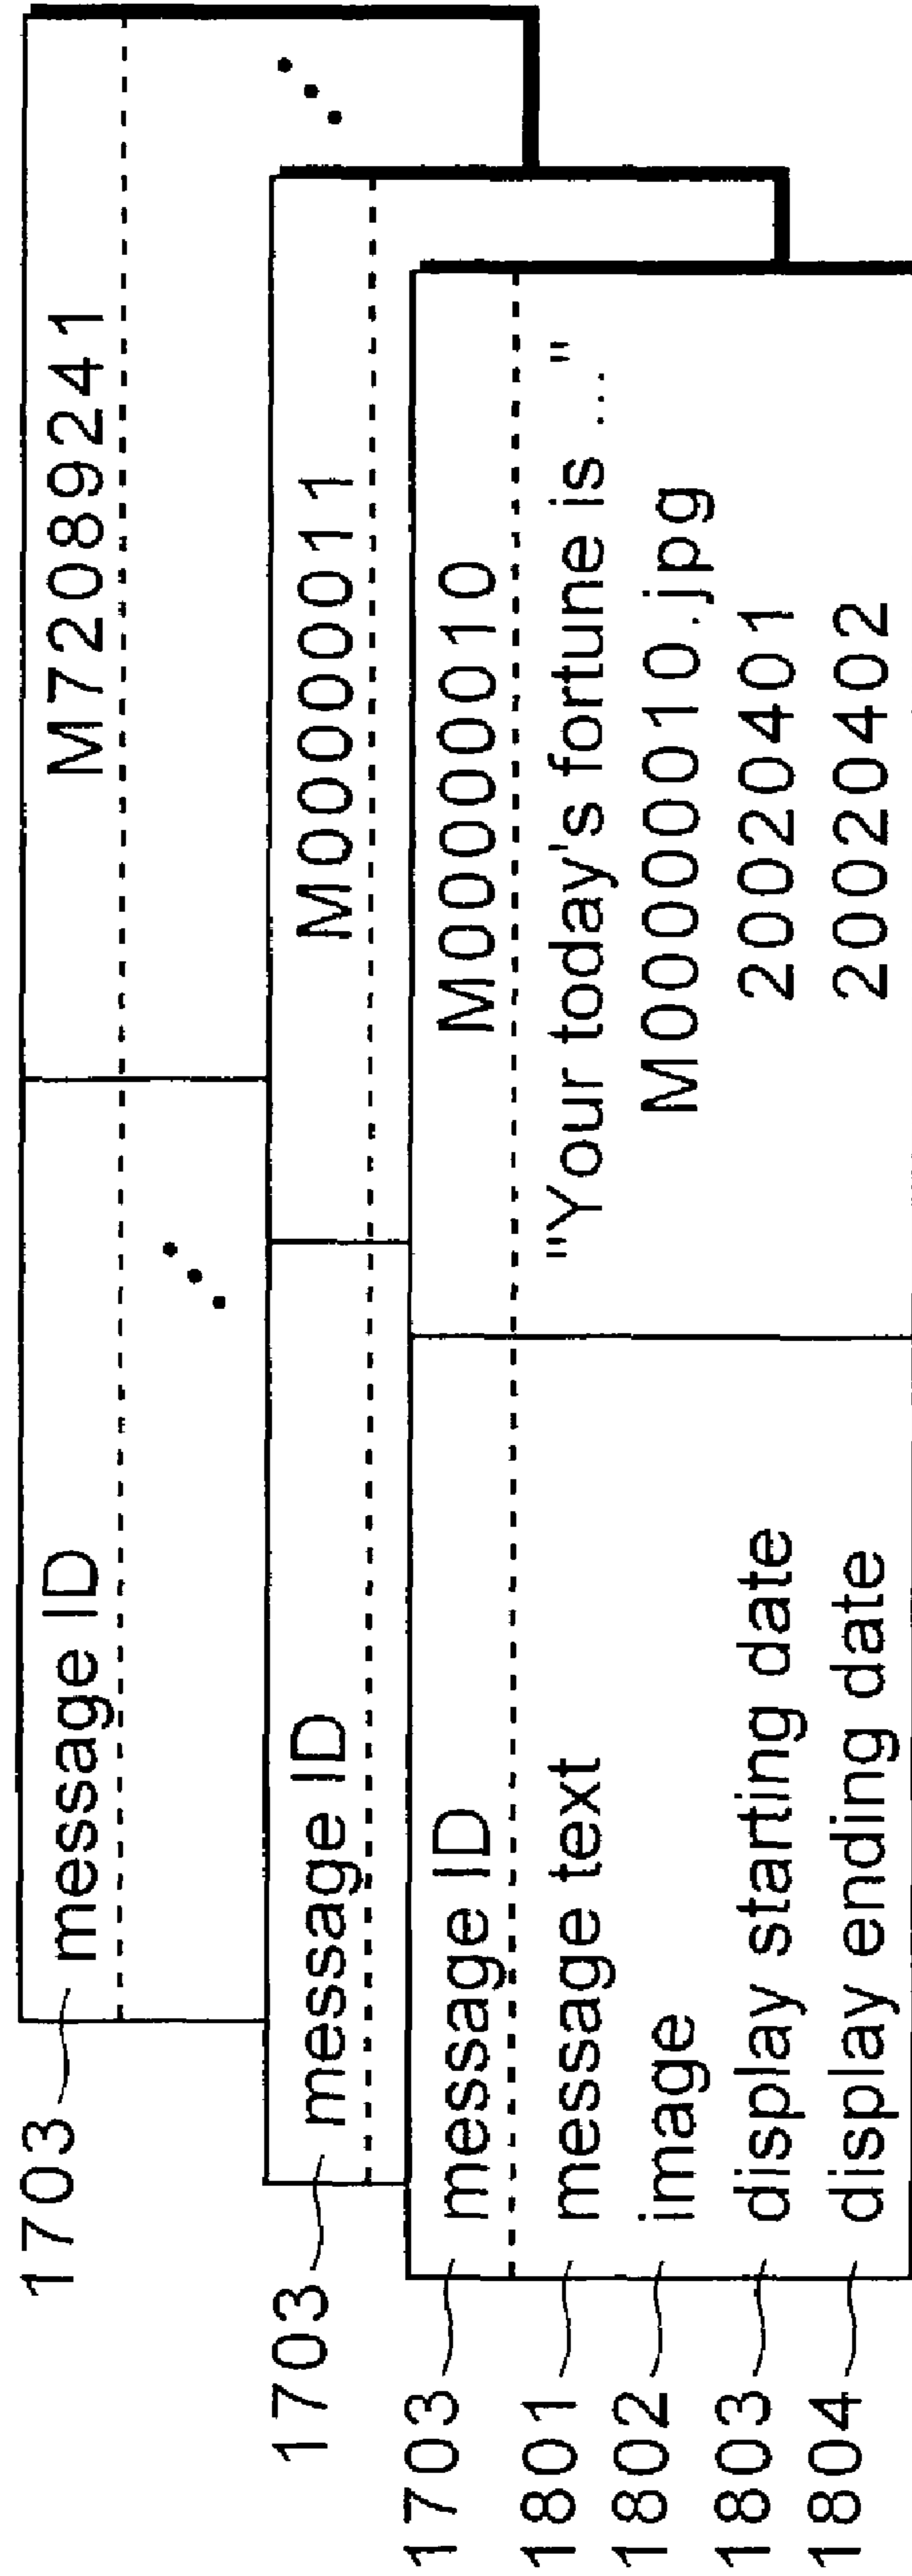 1703 message ID M72089241
1703 message ID M00000011
1703 message ID M00000010
1801 message text "Your today's fortune is ... "
1802 image M00000010.jpg
1803 display starting date 20020401
1804 display ending date 20020402